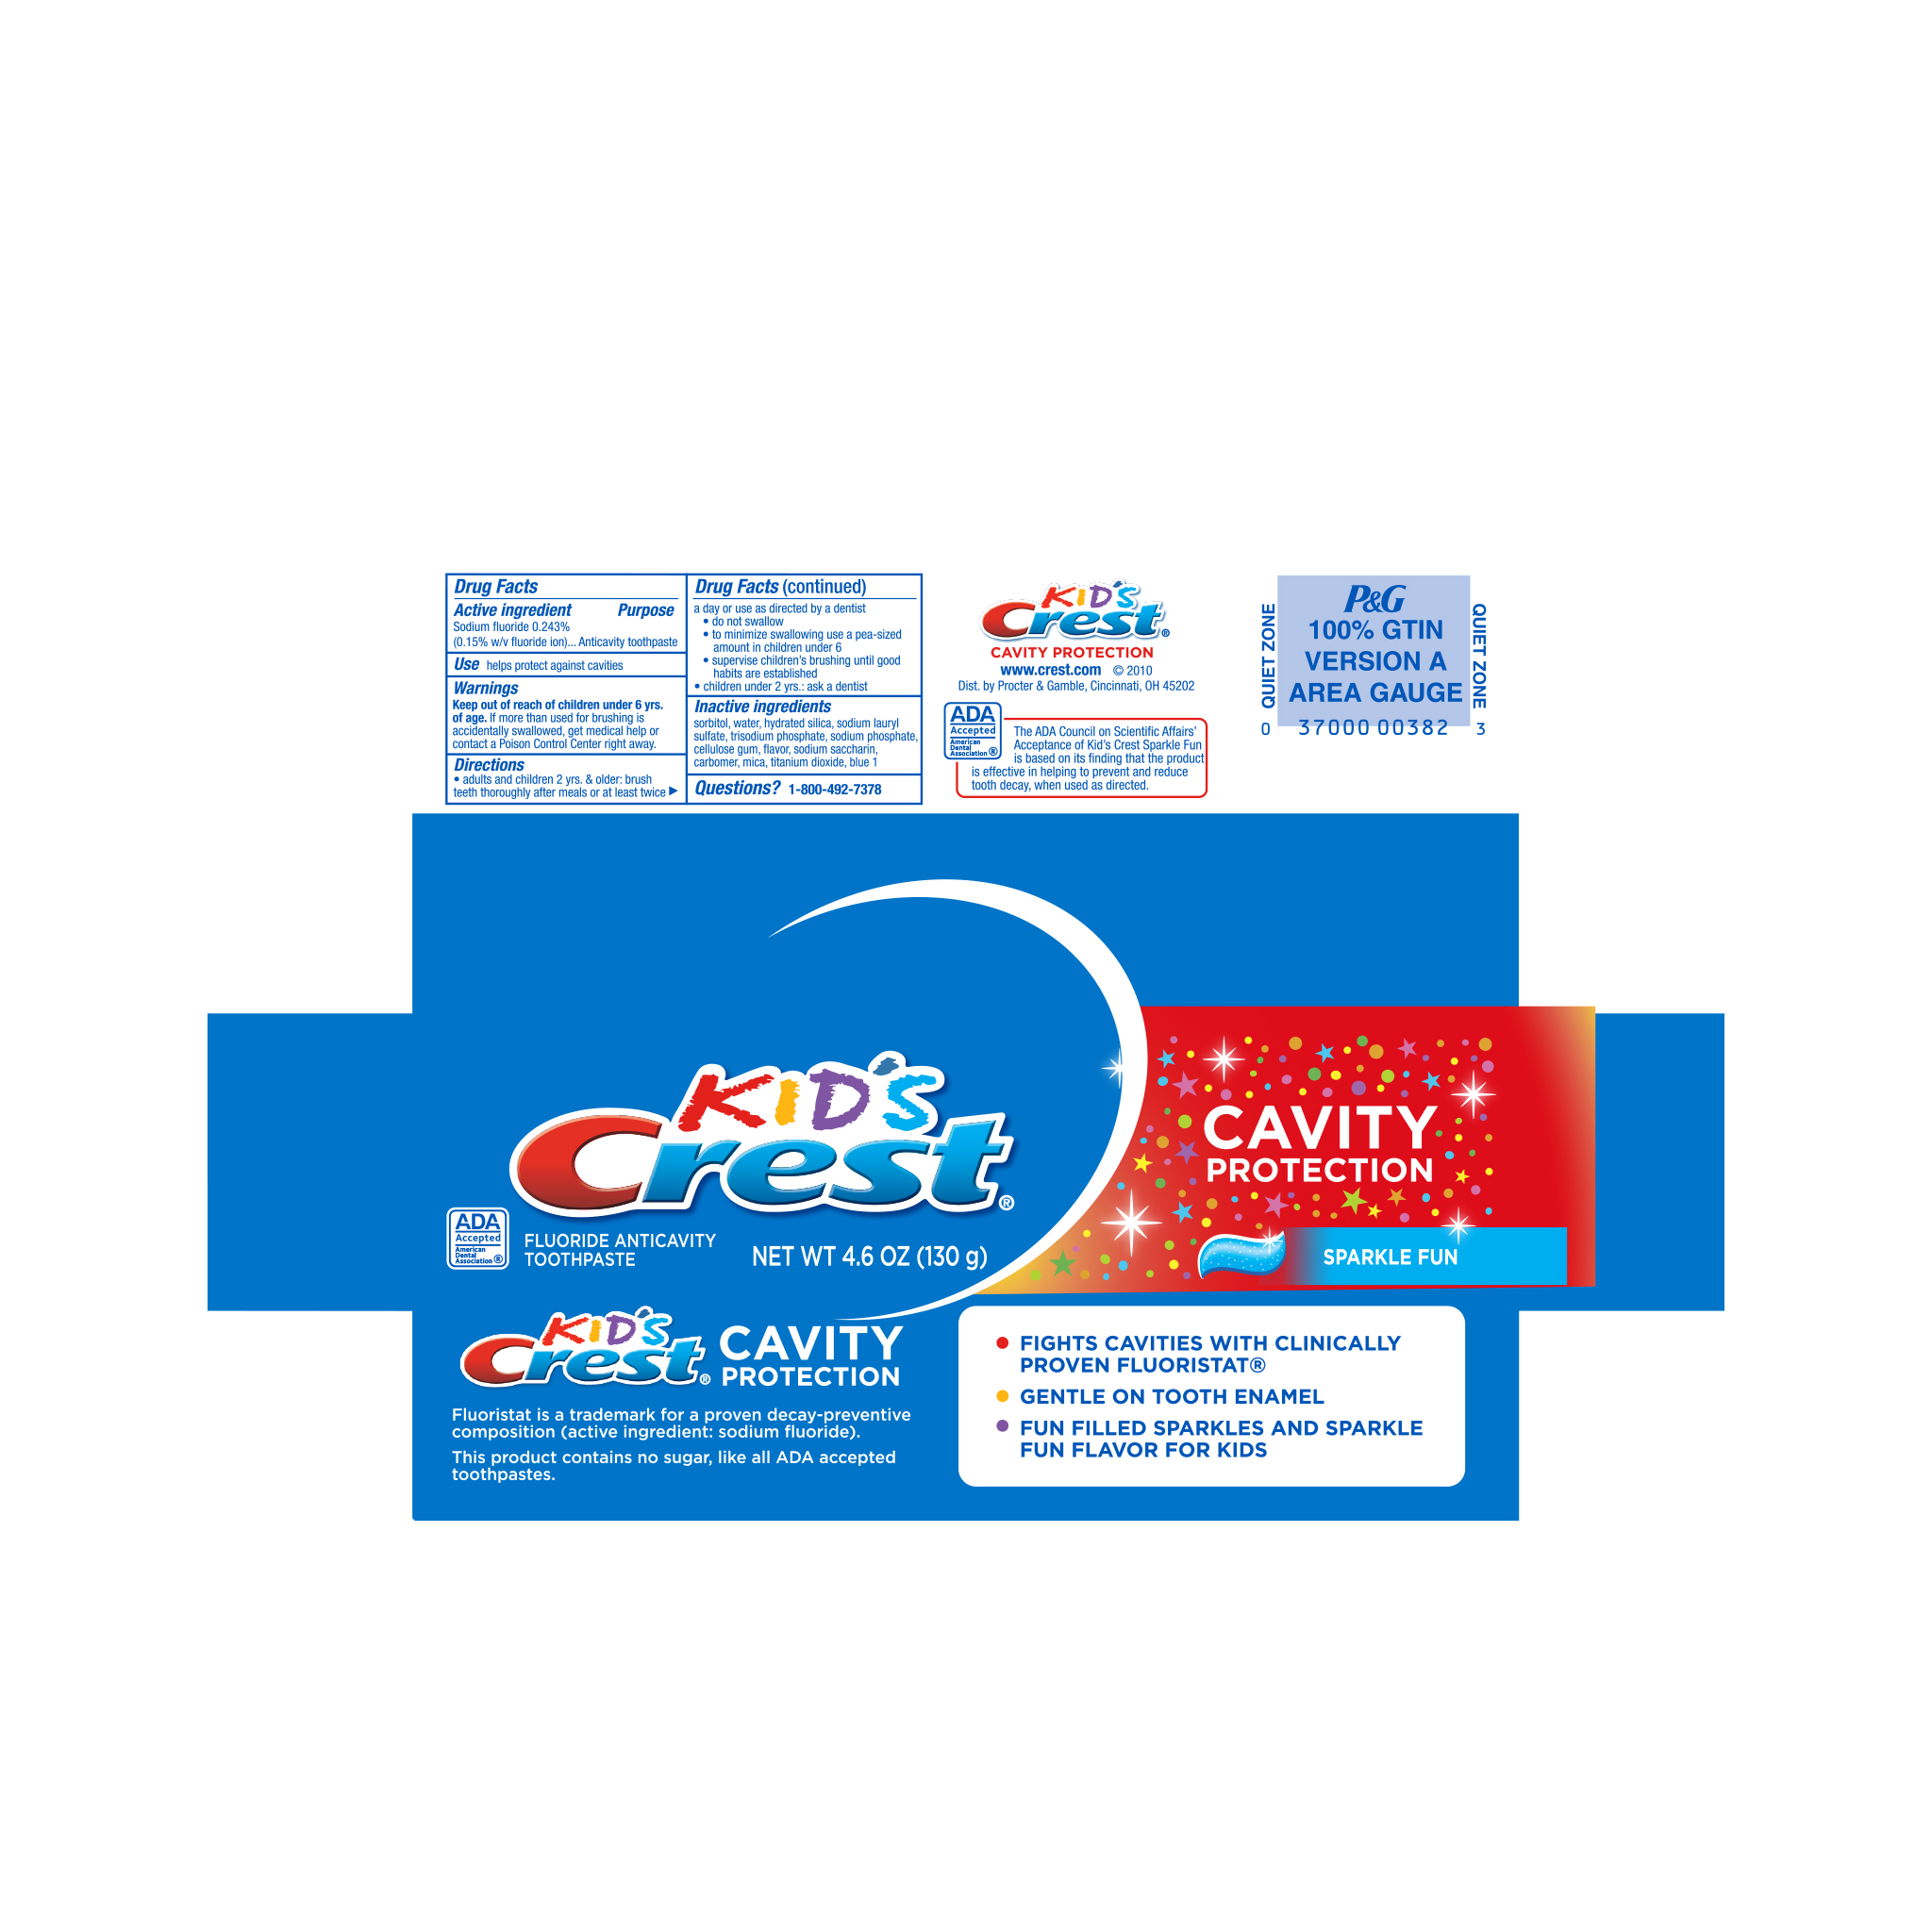 Drug Facts
Active ingredient Purpose
Sodium fluoride 0.243%
(0.15% w/v fluoride ion)... Anticavity toothpaste
Use helps protect against cavities
Warnings
Keep out of reach of children under 6 yrs.
of age. If more than used for brushing is
accidentally swallowed, get medical help or
contact a Poison Control Center right away.
Directions
• adults and children 2 yrs. & older: brush
teeth thoroughly after meals or at least twice ▶
Drug Facts (continued)
a day or use as directed by a dentist
• do not swallow
• to minimize swallowing use a pea-sized
amount in children under 6
• supervise children's brushing until good
habits are established
• children under 2 yrs.: ask a dentist
Inactive ingredients
sorbitol, water, hydrated silica, sodium lauryl
sulfate, trisodium phosphate, sodium phosphate,
cellulose gum, flavor, sodium saccharin,
carbomer, mica, titanium dioxide, blue 1
Questions? 1-800-492-7378
KID'S
Crest®
CAVITY PROTECTION
www.crest.com © 2010
Dist. by Procter & Gamble, Cincinnati, OH 45202
ADA
Accepted
American
Dental
Association ®
The ADA Council on Scientific Affairs'
Acceptance of Kid's Crest Sparkle Fun
is based on its finding that the product
is effective in helping to prevent and reduce
tooth decay, when used as directed.
QUIET ZONE
P&G
100% GTIN
VERSION A
AREA GAUGE
QUIET ZONE
0 37000 00382 3
KID'S
Crest®
CAVITY
PROTECTION
ADA
Accepted
American
Dental
Association ®
FLUORIDE ANTICAVITY
TOOTHPASTE
NET WT 4.6 OZ (130 g)
SPARKLE FUN
KID'S
Crest®
CAVITY
PROTECTION
Fluoristat is a trademark for a proven decay-preventive
composition (active ingredient: sodium fluoride).
This product contains no sugar, like all ADA accepted
toothpastes.
• FIGHTS CAVITIES WITH CLINICALLY
PROVEN FLUORISTAT®
• GENTLE ON TOOTH ENAMEL
• FUN FILLED SPARKLES AND SPARKLE
FUN FLAVOR FOR KIDS